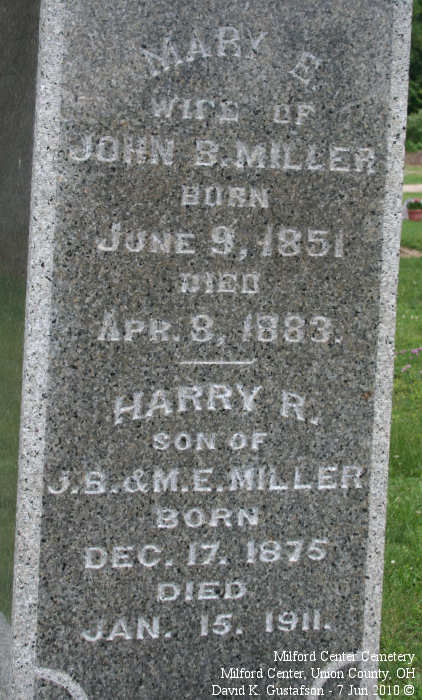 MARY E.
WIFE OF
JOHN B. MILLER
BORN
JUNE 9, 1851
DIED
APR. 8, 1883.
HARRY R.
SON OF
J.B. & M.E. MILLER
BORN
DEC. 17. 1875
DIED
JAN. 15. 1911.
Milford Center Cemetery
Milford Center, Union County, OH
David K. Gustafson - 7 Jun 2010 ©